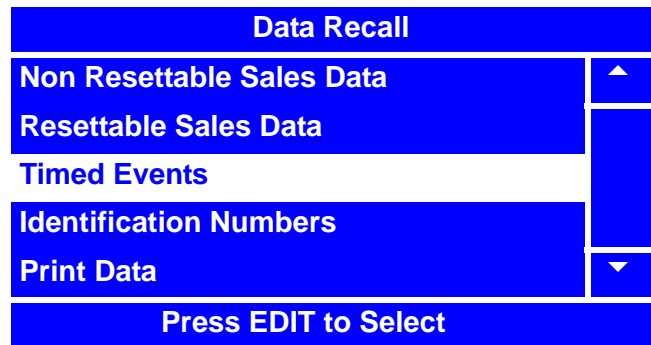 Data Recall
Non Resettable Sales Data
Resettable Sales Data
Timed Events
Identification Numbers
Print Data
Press EDIT to Select